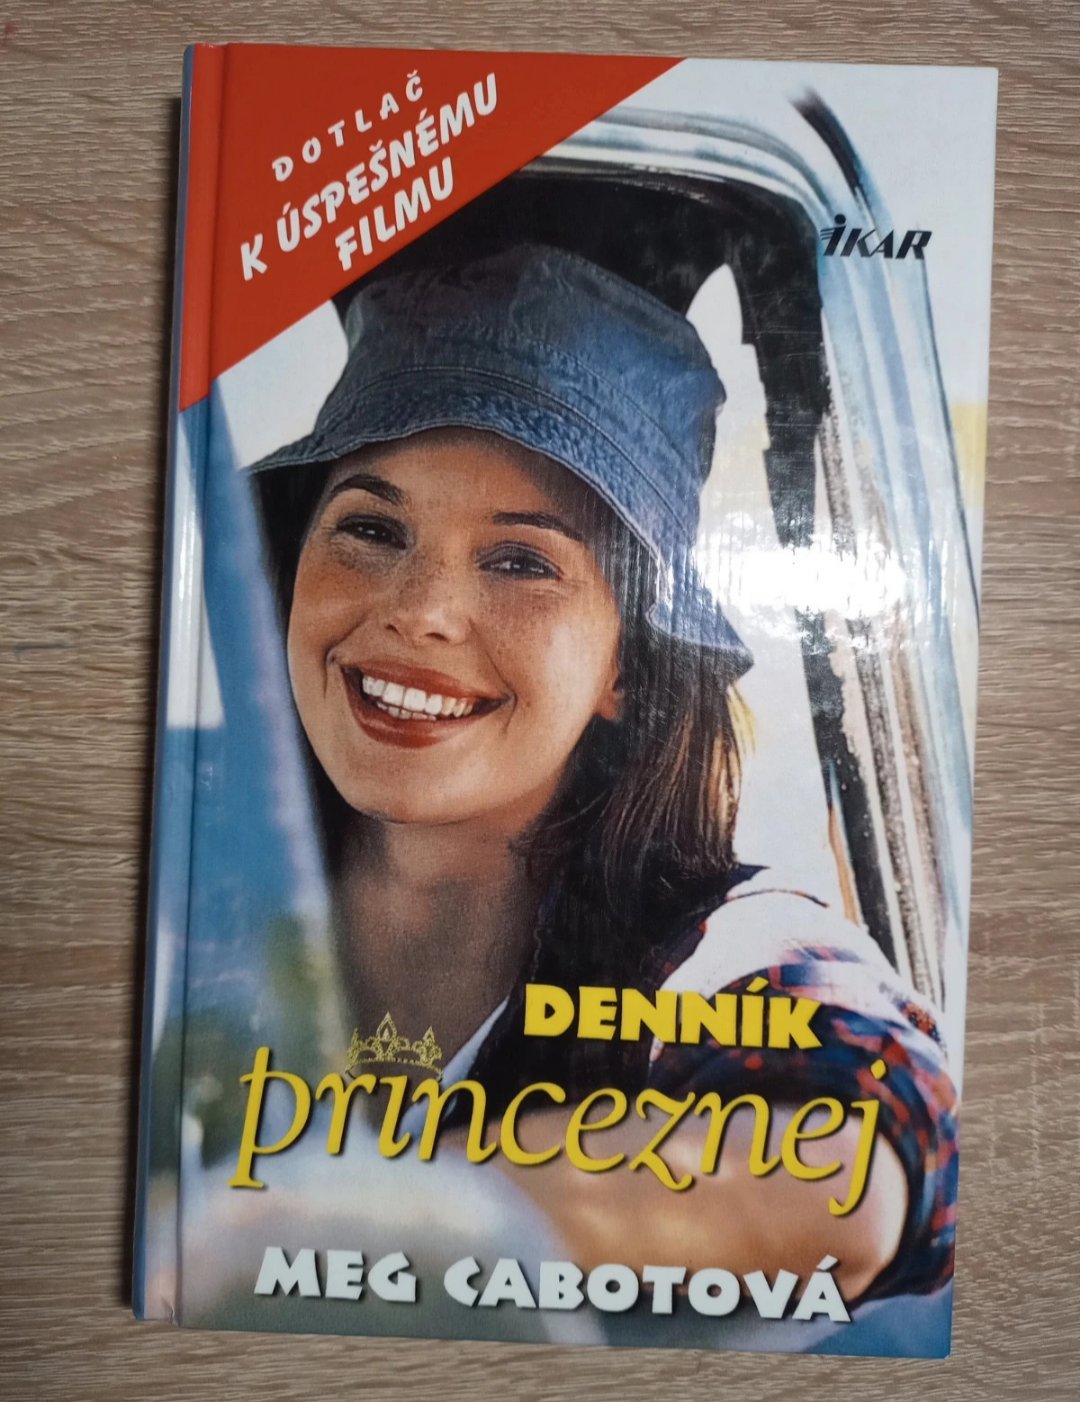 DOTLAČ
K ÚSPEŠNÉMU
FILMU
IKAR
DENNÍK
princeznej
MEG CABOTOVÁ